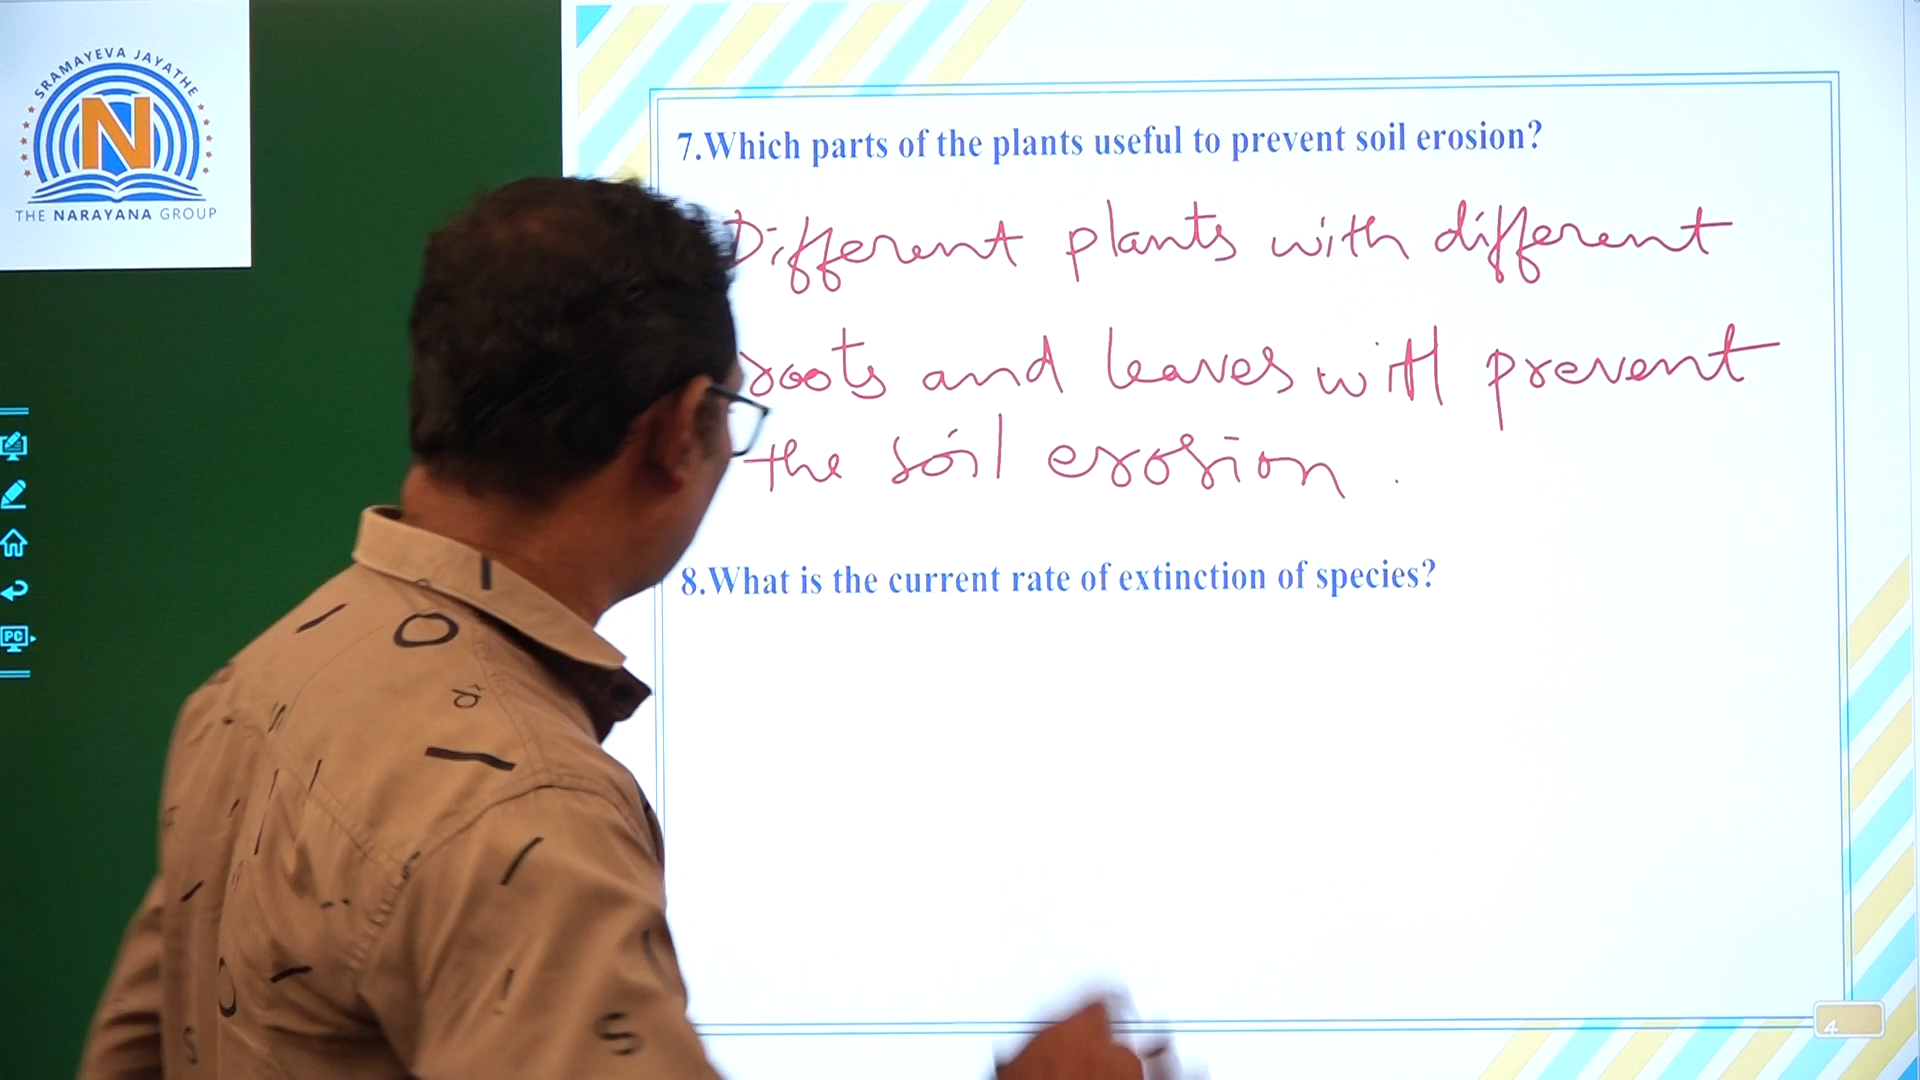 SRAMAYEVA JAYATHE
N
THE NARAYANA GROUP
7.Which parts of the plants useful to prevent soil erosion?
Different plants with different
roots and leaves will prevent
the soil erosion.
8.What is the current rate of extinction of species?
PC
4